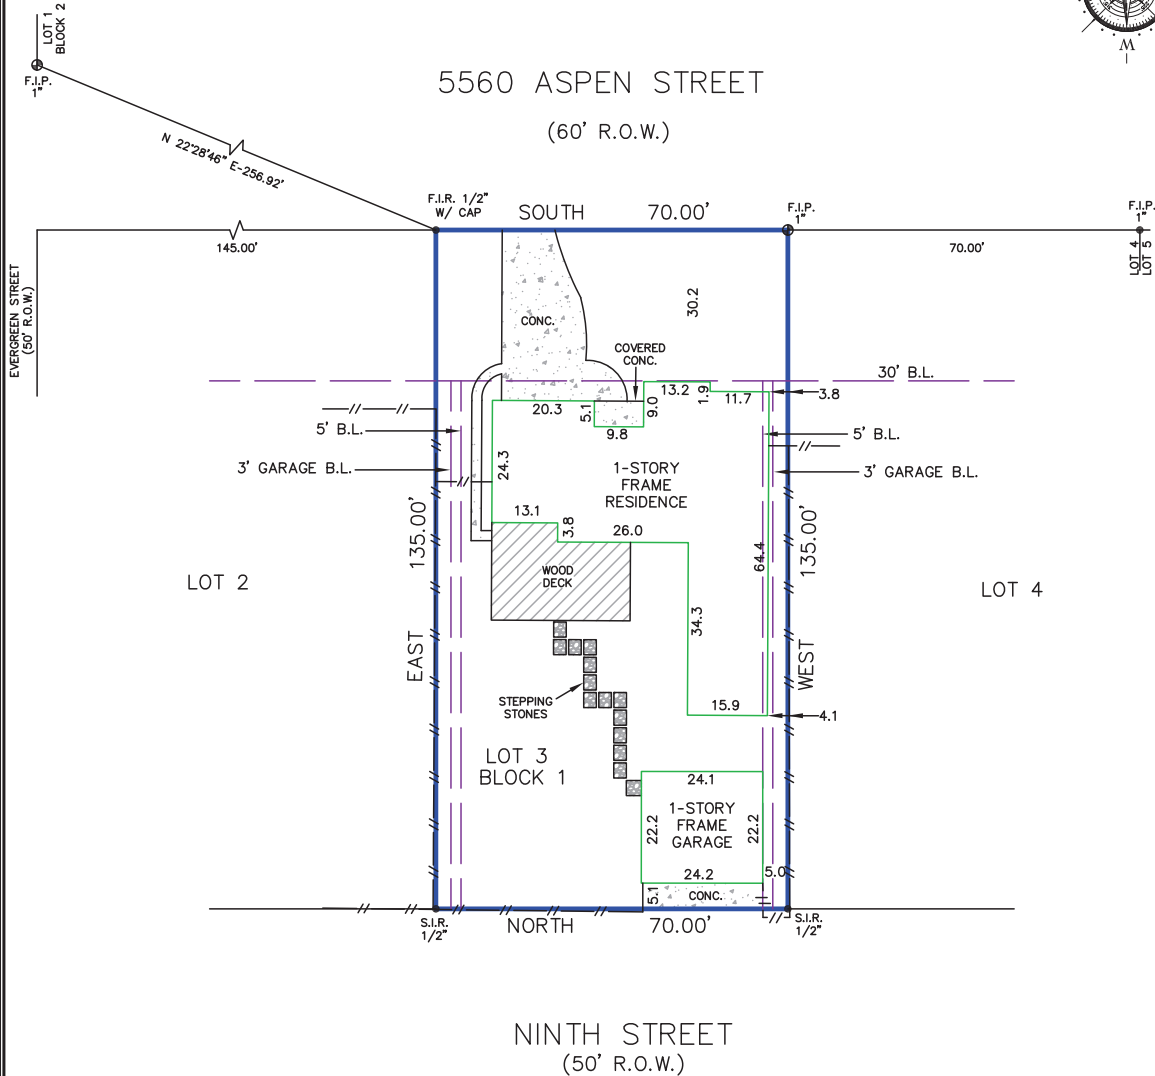 LOT 1
BLOCK 2
F.I.P.
1"
W
5560 ASPEN STREET
(60' R.O.W.)
N 22°28'46" E-256.92'
F.I.R. 1/2"
W/ CAP
SOUTH 70.00'
F.I.P.
1"
F.I.P.
1"
145.00'
70.00'
LOT 4
LOT 5
EVERGREEN STREET
(50' R.O.W.)
CONC.
30.2
COVERED
CONC.
30' B.L.
13.2
1.9
11.7
3.8
20.3
5.1
9.0
9.8
5' B.L.
5' B.L.
3' GARAGE B.L.
3' GARAGE B.L.
24.3
1-STORY
FRAME
RESIDENCE
13.1
3.8
26.0
135.00'
135.00'
64.4
WOOD
DECK
LOT 2
LOT 4
34.3
EAST
WEST
STEPPING
STONES
15.9
4.1
LOT 3
BLOCK 1
24.1
1-STORY
FRAME
GARAGE
22.2
22.2
24.2
5.0
5.1
CONC.
S.I.R.
1/2"
NORTH 70.00'
S.I.R.
1/2"
NINTH STREET
(50' R.O.W.)